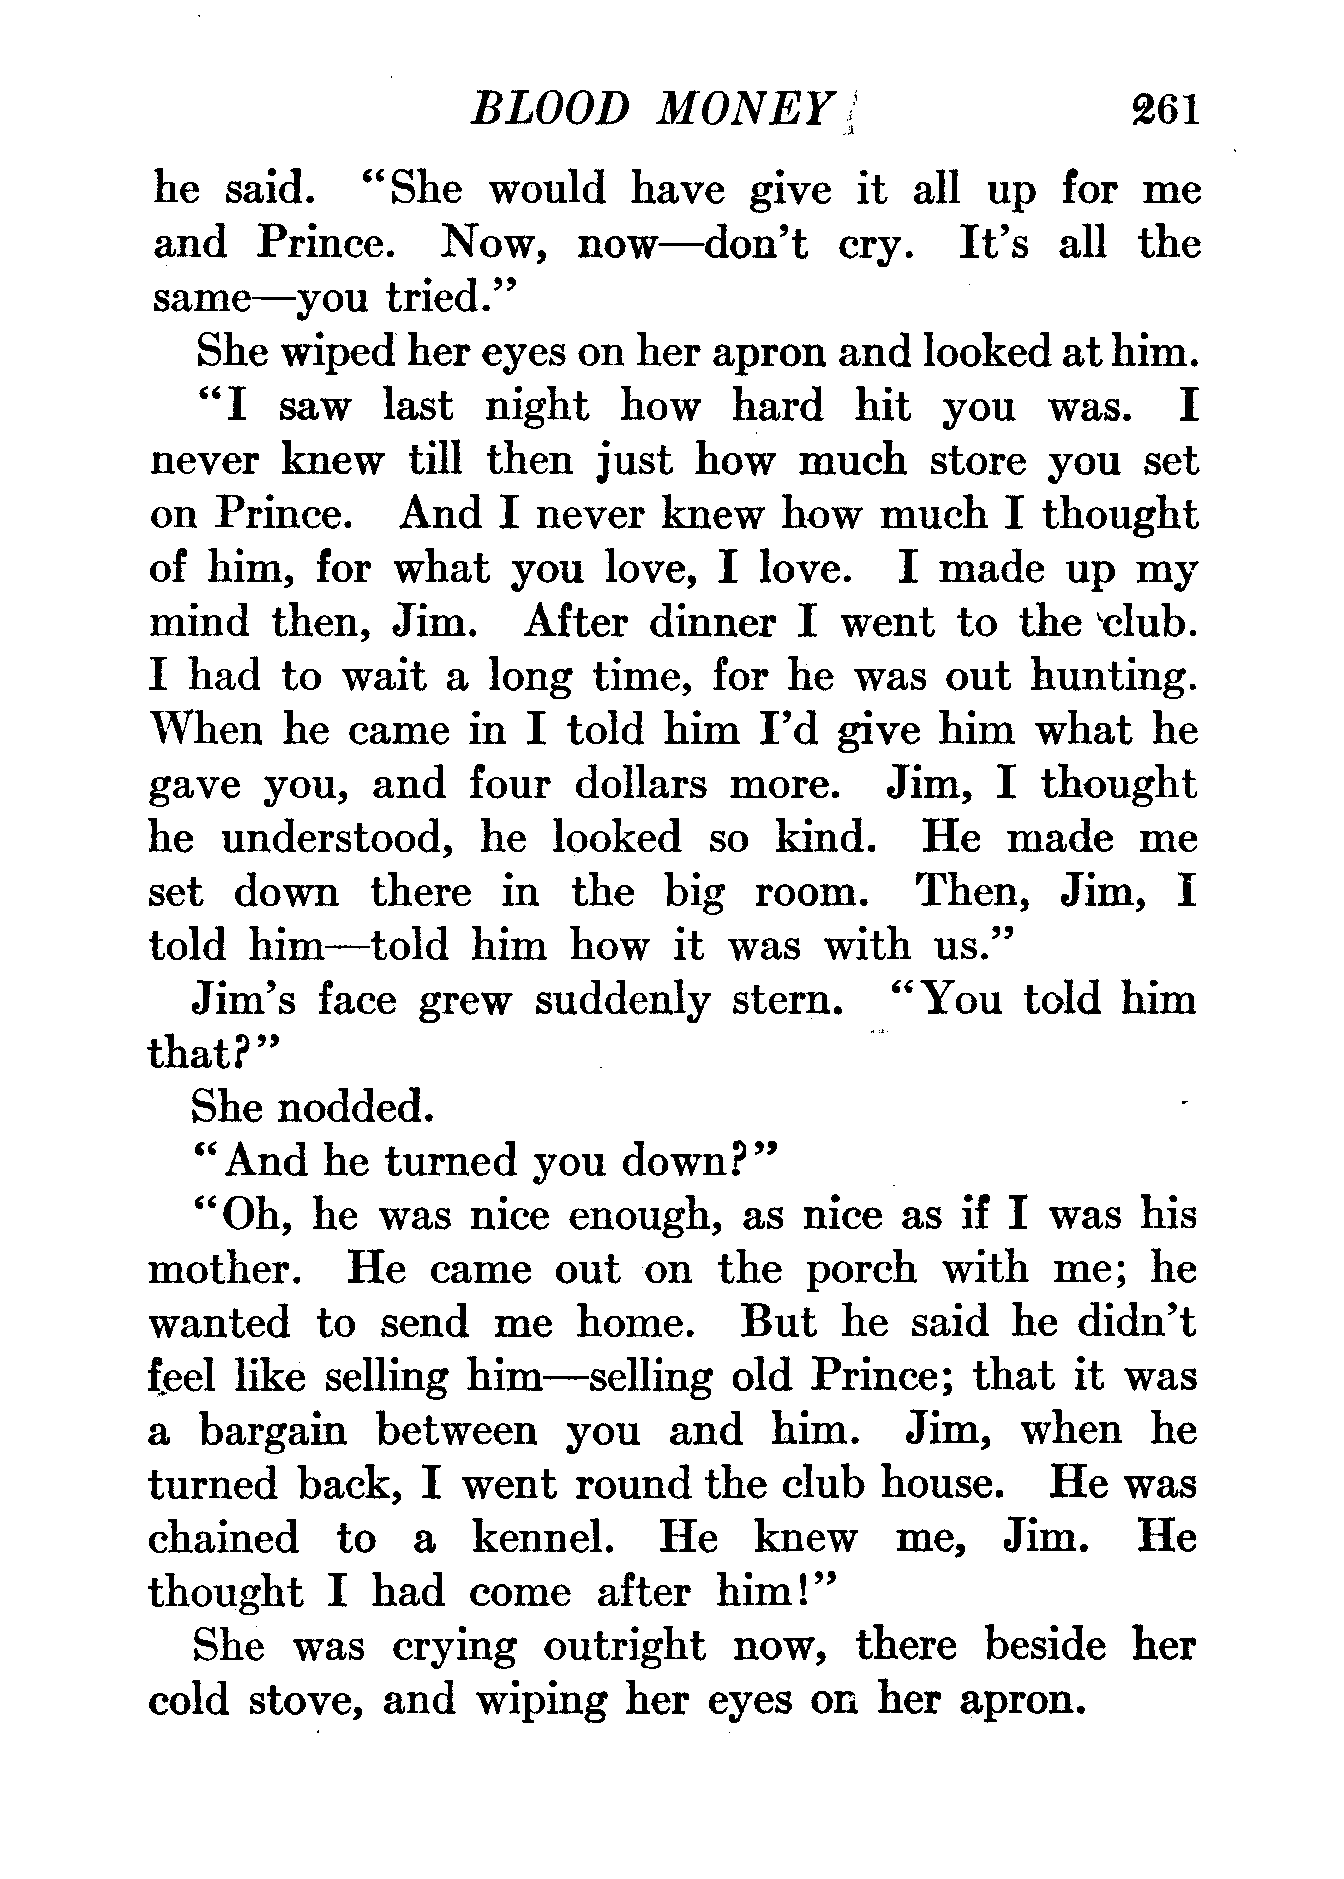 BLOOD MONEY 261
he said. "She would have give it all up for me
and Prince. Now, now—don't cry. It's all the
same—you tried."
She wiped her eyes on her apron and looked at him.
"I saw last night how hard hit you was. I
never knew till then just how much store you set
on Prince. And I never knew how much I thought
of him, for what you love, I love. I made up my
mind then, Jim. After dinner I went to the club.
I had to wait a long time, for he was out hunting.
When he came in I told him I'd give him what he
gave you, and four dollars more. Jim, I thought
he understood, he looked so kind. He made me
set down there in the big room. Then, Jim, I
told him—told him how it was with us."
Jim's face grew suddenly stern. "You told him
that?"
She nodded.
"And he turned you down?"
"Oh, he was nice enough, as nice as if I was his
mother. He came out on the porch with me; he
wanted to send me home. But he said he didn't
feel like selling him—selling old Prince; that it was
a bargain between you and him. Jim, when he
turned back, I went round the club house. He was
chained to a kennel. He knew me, Jim. He
thought I had come after him!"
She was crying outright now, there beside her
cold stove, and wiping her eyes on her apron.